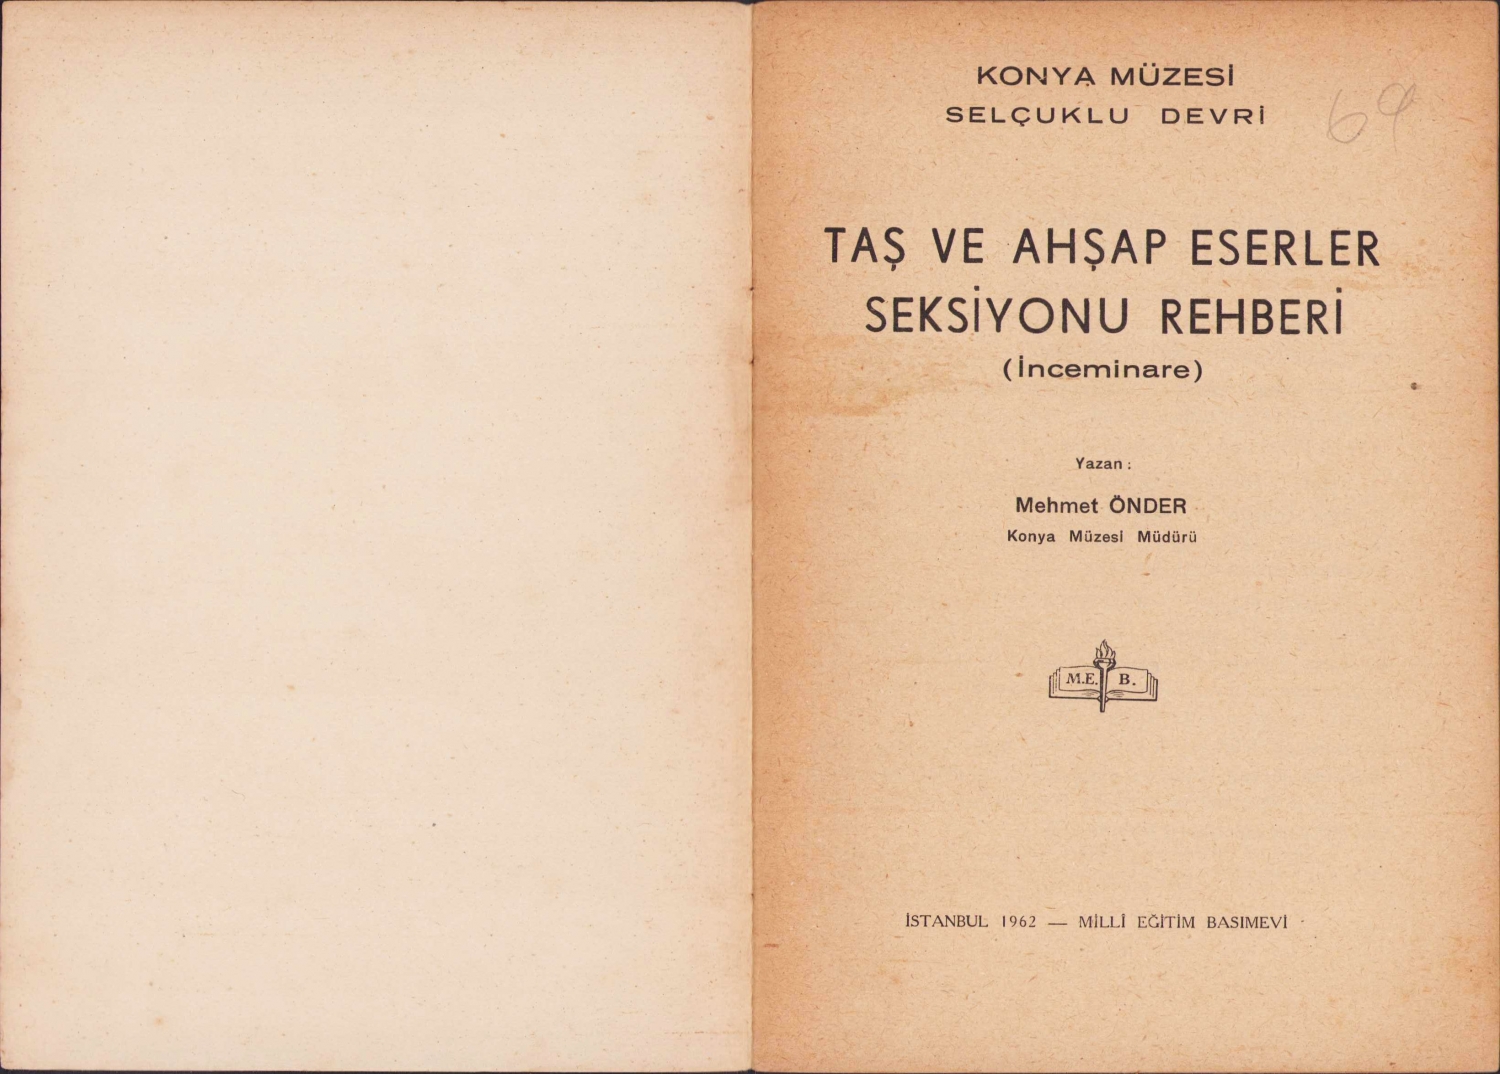 KONYA MÜZESİ
SELÇUKLU DEVRİ
64
TAŞ VE AHŞAP ESERLER
SEKSİYONU REHBERİ
(İnceminare)
Yazan :
Mehmet ÖNDER
Konya Müzesi Müdürü
M.E. B.
İSTANBUL 1962 — MİLLÎ EĞİTİM BASIMEVİ